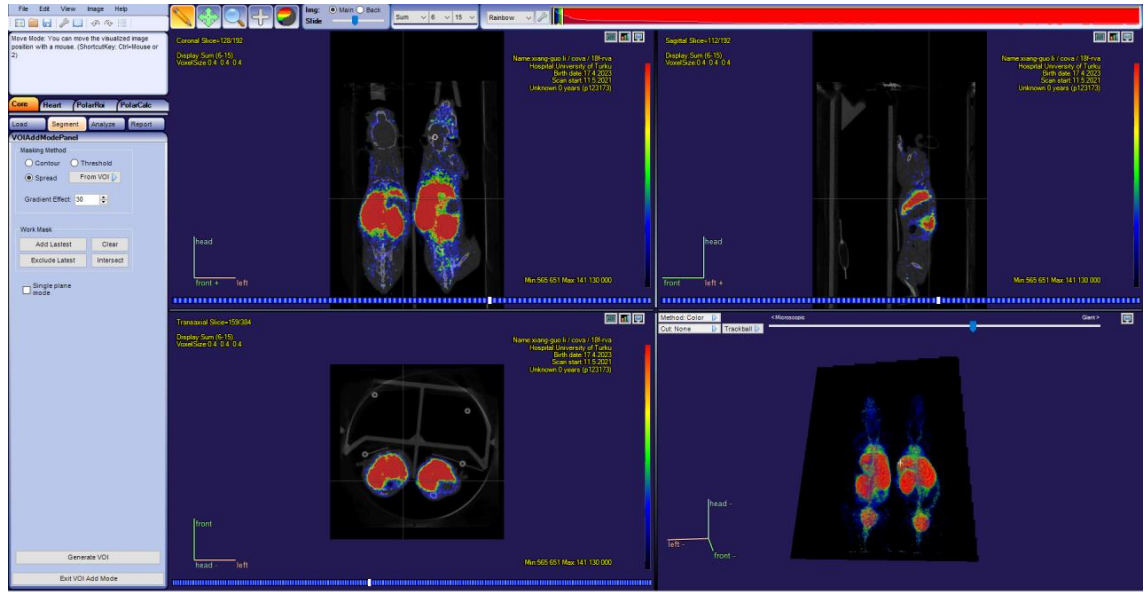 File Edit View Image Help
Img: Main Back
Slide
Sum 6 15
Rainbow
Move Mode: You can move the visualized image
position with a mouse. (ShortcutKey: Ctrl+Mouse or
2)
Core Heart PolarRoi PolarCalc
Load Segment Analyze Report
VOIAddModePanel
Masking Method
Contour Threshold
Spread From VOI
Gradient Effect: 30
Work Mask
Add Lastest Clear
Exclude Latest Intersect
Single plane
mode
Generate VOI
Exit VOI Add Mode
Coronal Slice=128/192
Display:Sum (6-15)
VoxelSize:0.4 0.4 0.4
Name:xiang-guo li / cova / 18f-rva
Hospital:University of Turku
Birth date:17.4.2023
Scan start:11.5.2021
Unknown 0 years (p123173)
head
front + left
Min:565 651 Max:141 130 000
Sagittal Slice=112/192
Display:Sum (6-15)
VoxelSize:0.4 0.4 0.4
Name:xiang-guo li / cova / 18f-rva
Hospital:University of Turku
Birth date:17.4.2023
Scan start:11.5.2021
Unknown 0 years (p123173)
head
front left +
Min:565 651 Max:141 130 000
Transaxial Slice=159/384
Display:Sum (6-15)
VoxelSize:0.4 0.4 0.4
Name:xiang-guo li / cova / 18f-rva
Hospital:University of Turku
Birth date:17.4.2023
Scan start:11.5.2021
Unknown 0 years (p123173)
front
head - left
Min:565 651 Max:141 130 000
Method: Color
Cut: None Trackball
< Microscopic Giant >
head -
left -
front -